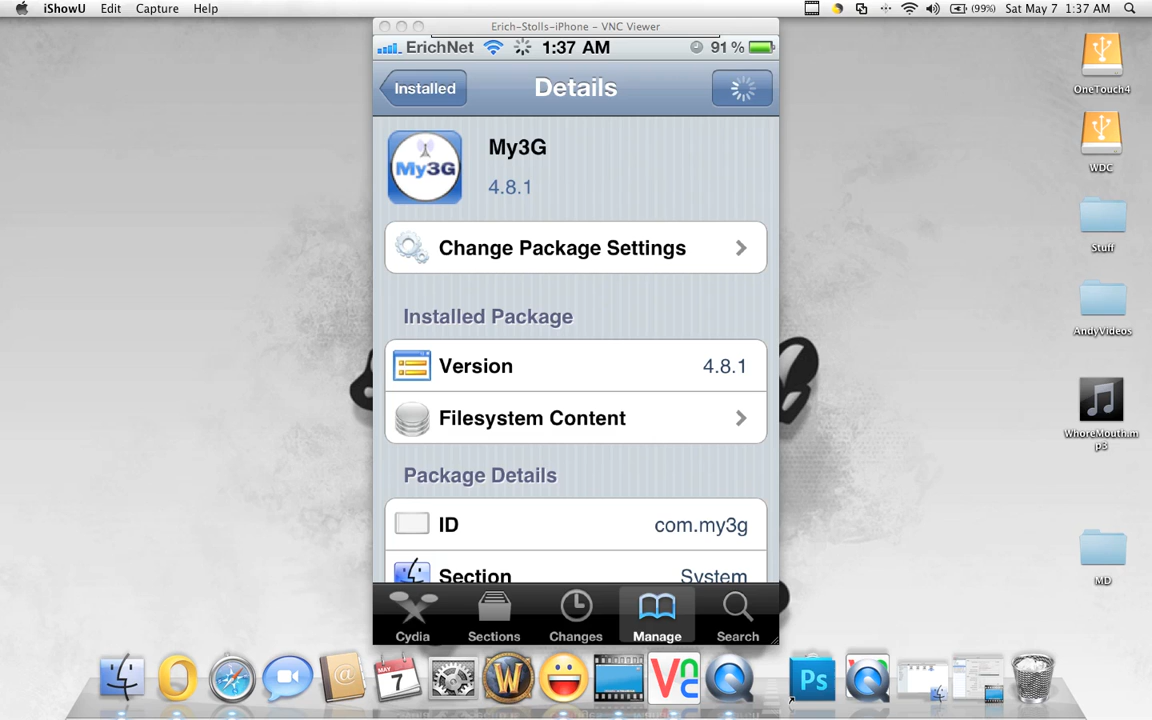 iShowU Edit Capture Help
(99%) Sat May 7 1:37 AM
Erich-Stolls-iPhone – VNC Viewer
ErichNet 1:37 AM 91 %
Installed Details
My3G
My3G
4.8.1
Change Package Settings
Installed Package
Version 4.8.1
Filesystem Content
Package Details
ID com.my3g
Section System
Cydia Sections Changes Manage Search
OneTouch4
WDC
Stuff
AndyVideos
WhoreMouth.m
p3
MD
MAY
7
Ps